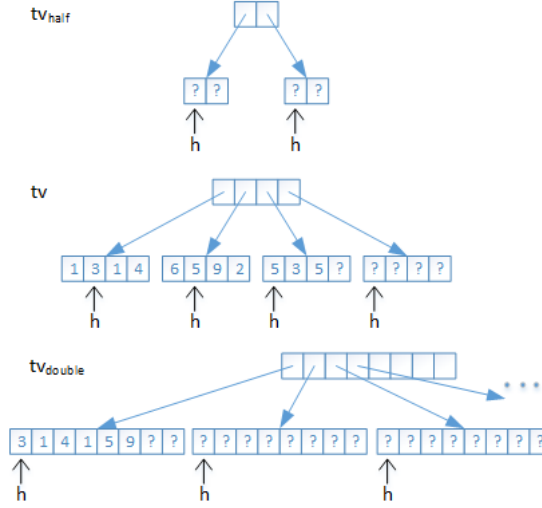 tvhalf
? ? ? ?
h h
tv
1 3 1 4 6 5 9 2 5 3 5 ? ? ? ? ?
h h h h
tvdouble
3 1 4 1 5 9 ? ? ? ? ? ? ? ? ? ? ? ? ? ? ? ? ? ?
h h h